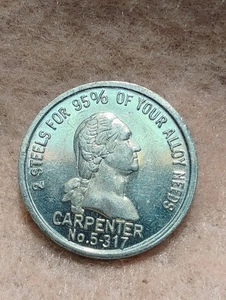 2 STEELS FOR 95% OF YOUR ALLOY NEEDS
CARPENTER
No.5-317